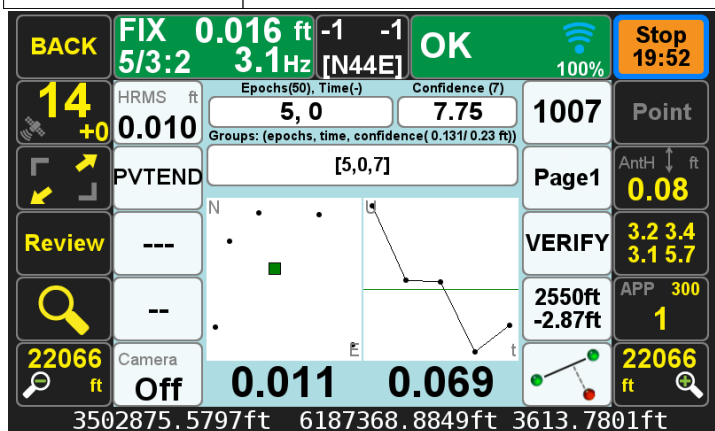 BACK
FIX 0.016 ft
5/3:2 3.1Hz
-1 -1
[N44E]
OK
100%
Stop
19:52
14
+0
HRMS ft
0.010
Epochs(50), Time(-)
5, 0
Confidence (7)
7.75
1007
Point
Groups: (epochs, time, confidence( 0.131/ 0.23 ft))
[5,0,7]
PVTEND
Page1
AntH ft
0.08
Review
---
N
U
VERIFY
3.2 3.4
3.1 5.7
--
2550ft
-2.87ft
APP 300
1
E
t
22066
ft
Camera
Off
0.011
0.069
22066
ft
3502875.5797ft 6187368.8849ft 3613.7801ft